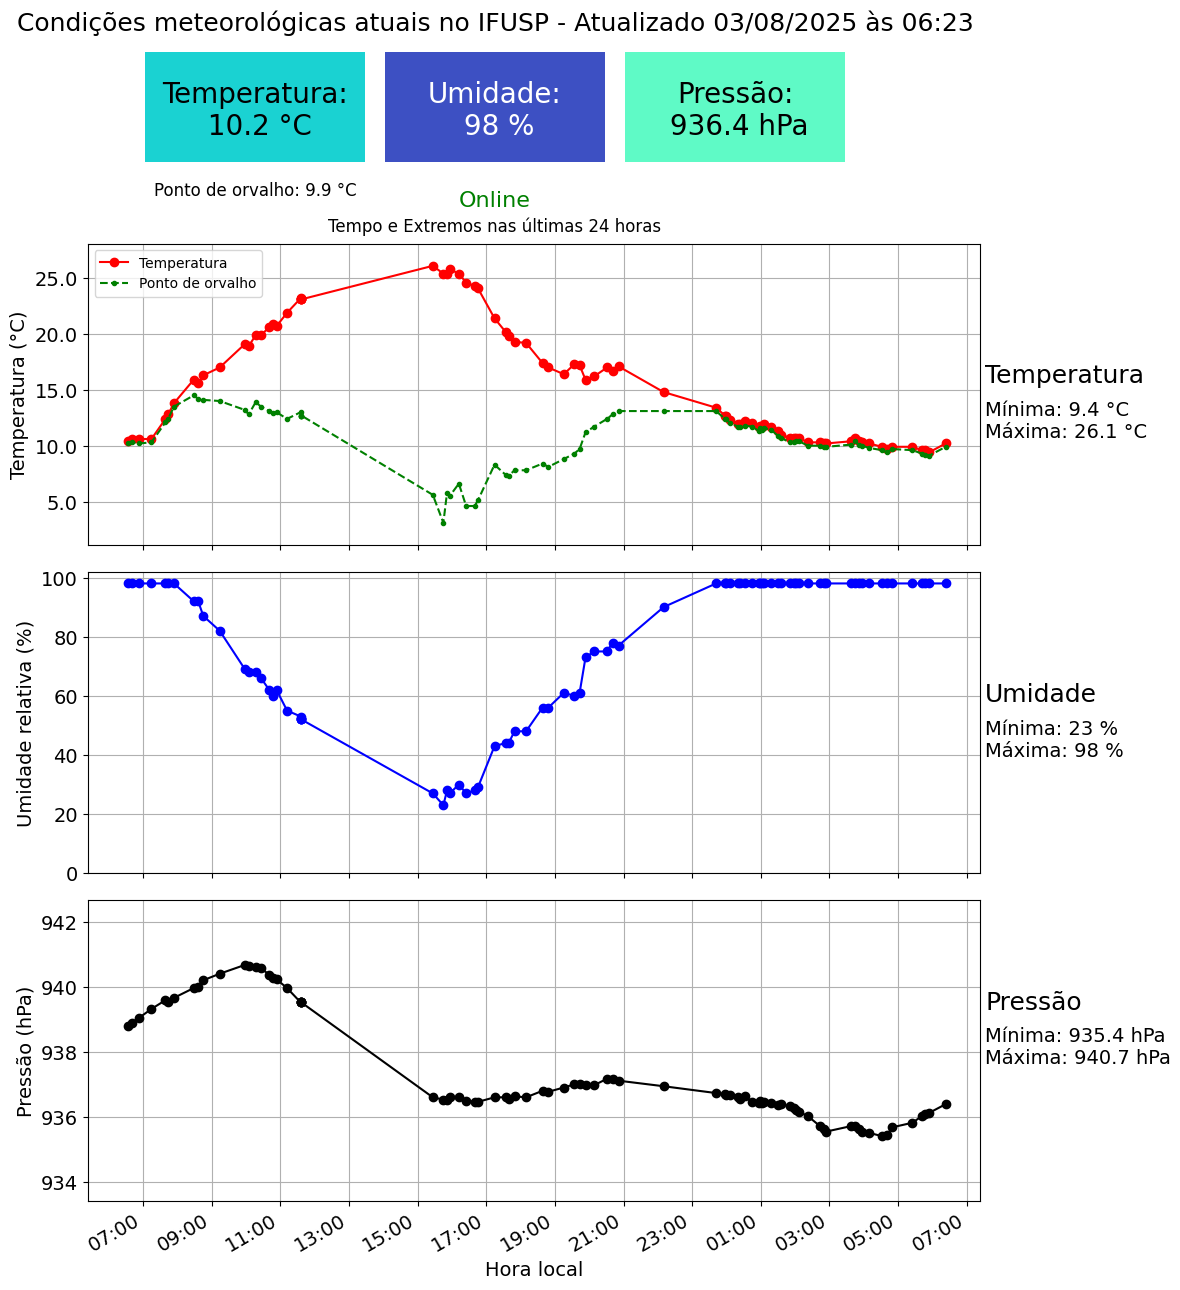 Condições meteorológicas atuais no IFUSP - Atualizado 03/08/2025 às 06:23
Temperatura:
10.2 °C
Umidade:
98 %
Pressão:
936.4 hPa
Ponto de orvalho: 9.9 °C
Online
Tempo e Extremos nas últimas 24 horas
Temperatura
Ponto de orvalho
Temperatura (°C)
25.0
20.0
15.0
10.0
5.0
Temperatura
Mínima: 9.4 °C
Máxima: 26.1 °C
Umidade relativa (%)
100
80
60
40
20
0
Umidade
Mínima: 23 %
Máxima: 98 %
Pressão (hPa)
942
940
938
936
934
Pressão
Mínima: 935.4 hPa
Máxima: 940.7 hPa
07:00
09:00
11:00
13:00
15:00
17:00
19:00
21:00
23:00
01:00
03:00
05:00
07:00
Hora local